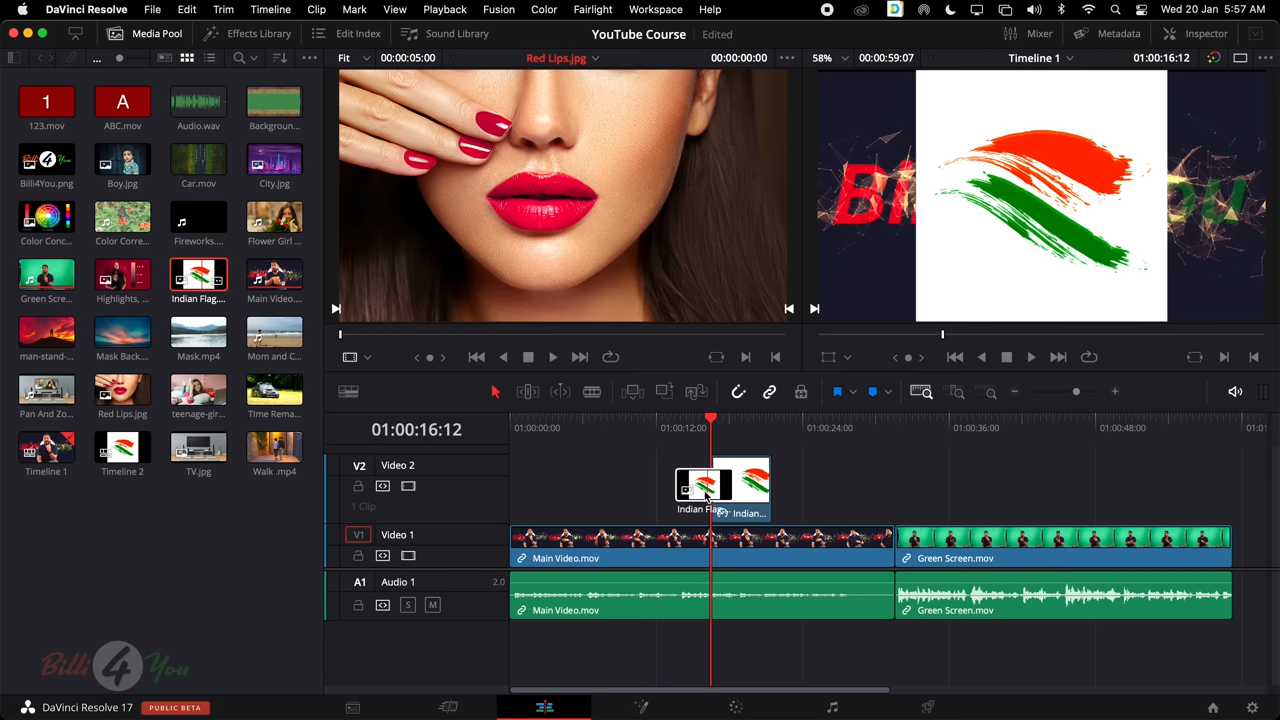 DaVinci Resolve File Edit Trim Timeline Clip Mark View Playback Fusion Color Fairlight Workspace Help Wed 20 Jan 5:57 AM
Media Pool Effects Library Edit Index Sound Library YouTube Course Edited Mixer Metadata Inspector
... Fit 00:00:05:00 Red Lips.jpg 00:00:00:00 58% 00:00:59:07 Timeline 1 01:00:16:12
1 A
123.mov ABC.mov Audio.wav Backgroun...
Billi 4 You
Billi4You.png Boy.jpg Car.mov City.jpg
Color Conc... Color Corre... Fireworks.... Flower Girl ...
Green Scre... Highlights, ... Indian Flag.... Main Video....
man-stand-... Mask Back... Mask.mp4 Mom and C...
Pan And Zo... Red Lips.jpg teenage-gir... TIme Rema...
Timeline 1 Timeline 2 TV.jpg Walk .mp4
01:00:16:12 01:00:00:00 01:00:12:00 01:00:24:00 01:00:36:00 01:00:48:00 01:01
V2 Video 2
1 Clip
Indian Flag Indian...
V1 Video 1
Main Video.mov Green Screen.mov
A1 Audio 1 2.0
S M Main Video.mov Green Screen.mov
Billi 4 You
DaVinci Resolve 17 PUBLIC BETA